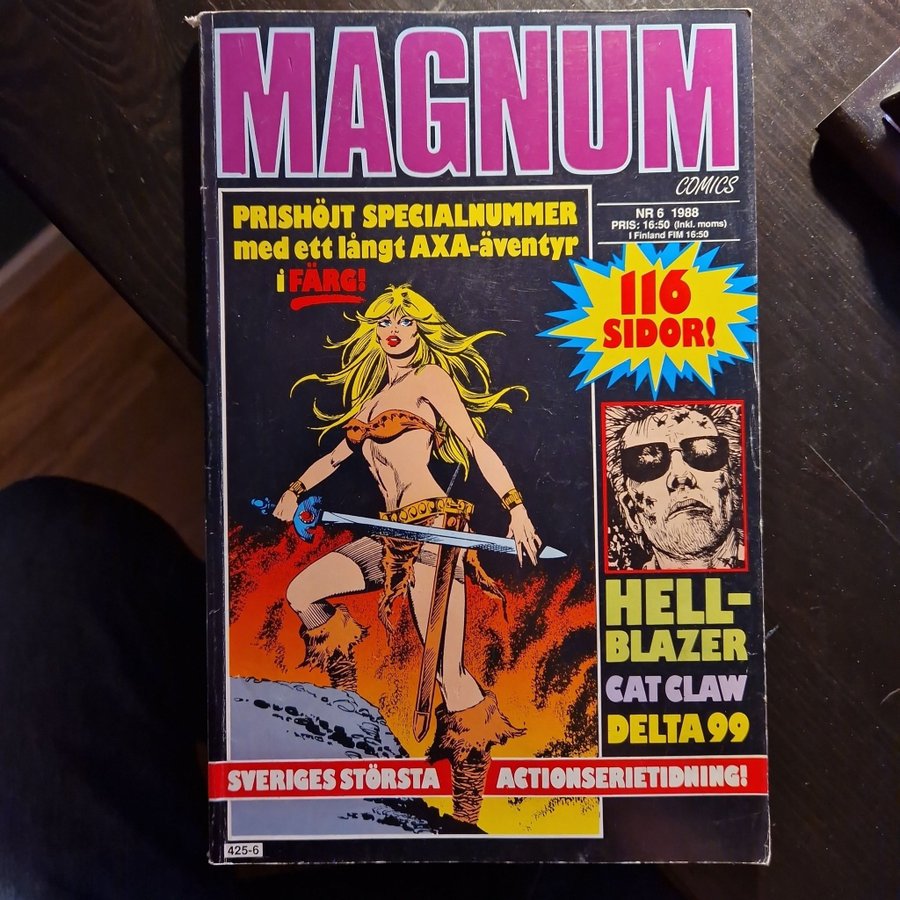 MAGNUM
COMICS
NR 6 1988
PRIS: 16:50 (Inkl. moms)
I Finland FIM 16:50
PRISHÖJT SPECIALNUMMER
med ett långt AXA-äventyr
i FÄRG!
116
SIDOR!
HELL-
BLAZER
CAT CLAW
DELTA 99
SVERIGES STÖRSTA ACTIONSERIETIDNING!
425-6